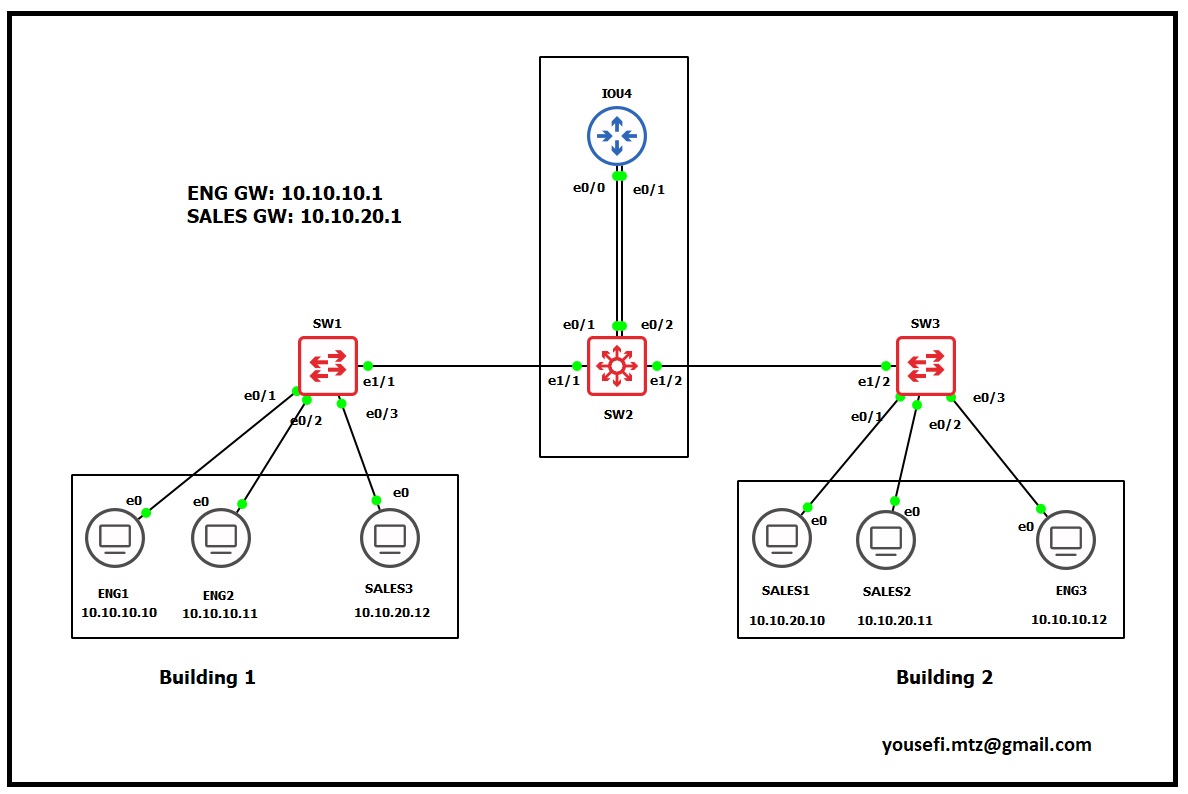 IOU4
e0/0
e0/1
ENG GW: 10.10.10.1
SALES GW: 10.10.20.1
SW1
e0/1
e0/2
SW3
e1/1
e1/1
e1/2
e1/2
e0/1
e0/2
e0/3
SW2
e0/1
e0/2
e0/3
e0
e0
e0
e0
e0
e0
ENG1
10.10.10.10
ENG2
10.10.10.11
SALES3
10.10.20.12
SALES1
10.10.20.10
SALES2
10.10.20.11
ENG3
10.10.10.12
Building 1
Building 2
yousefi.mtz@gmail.com